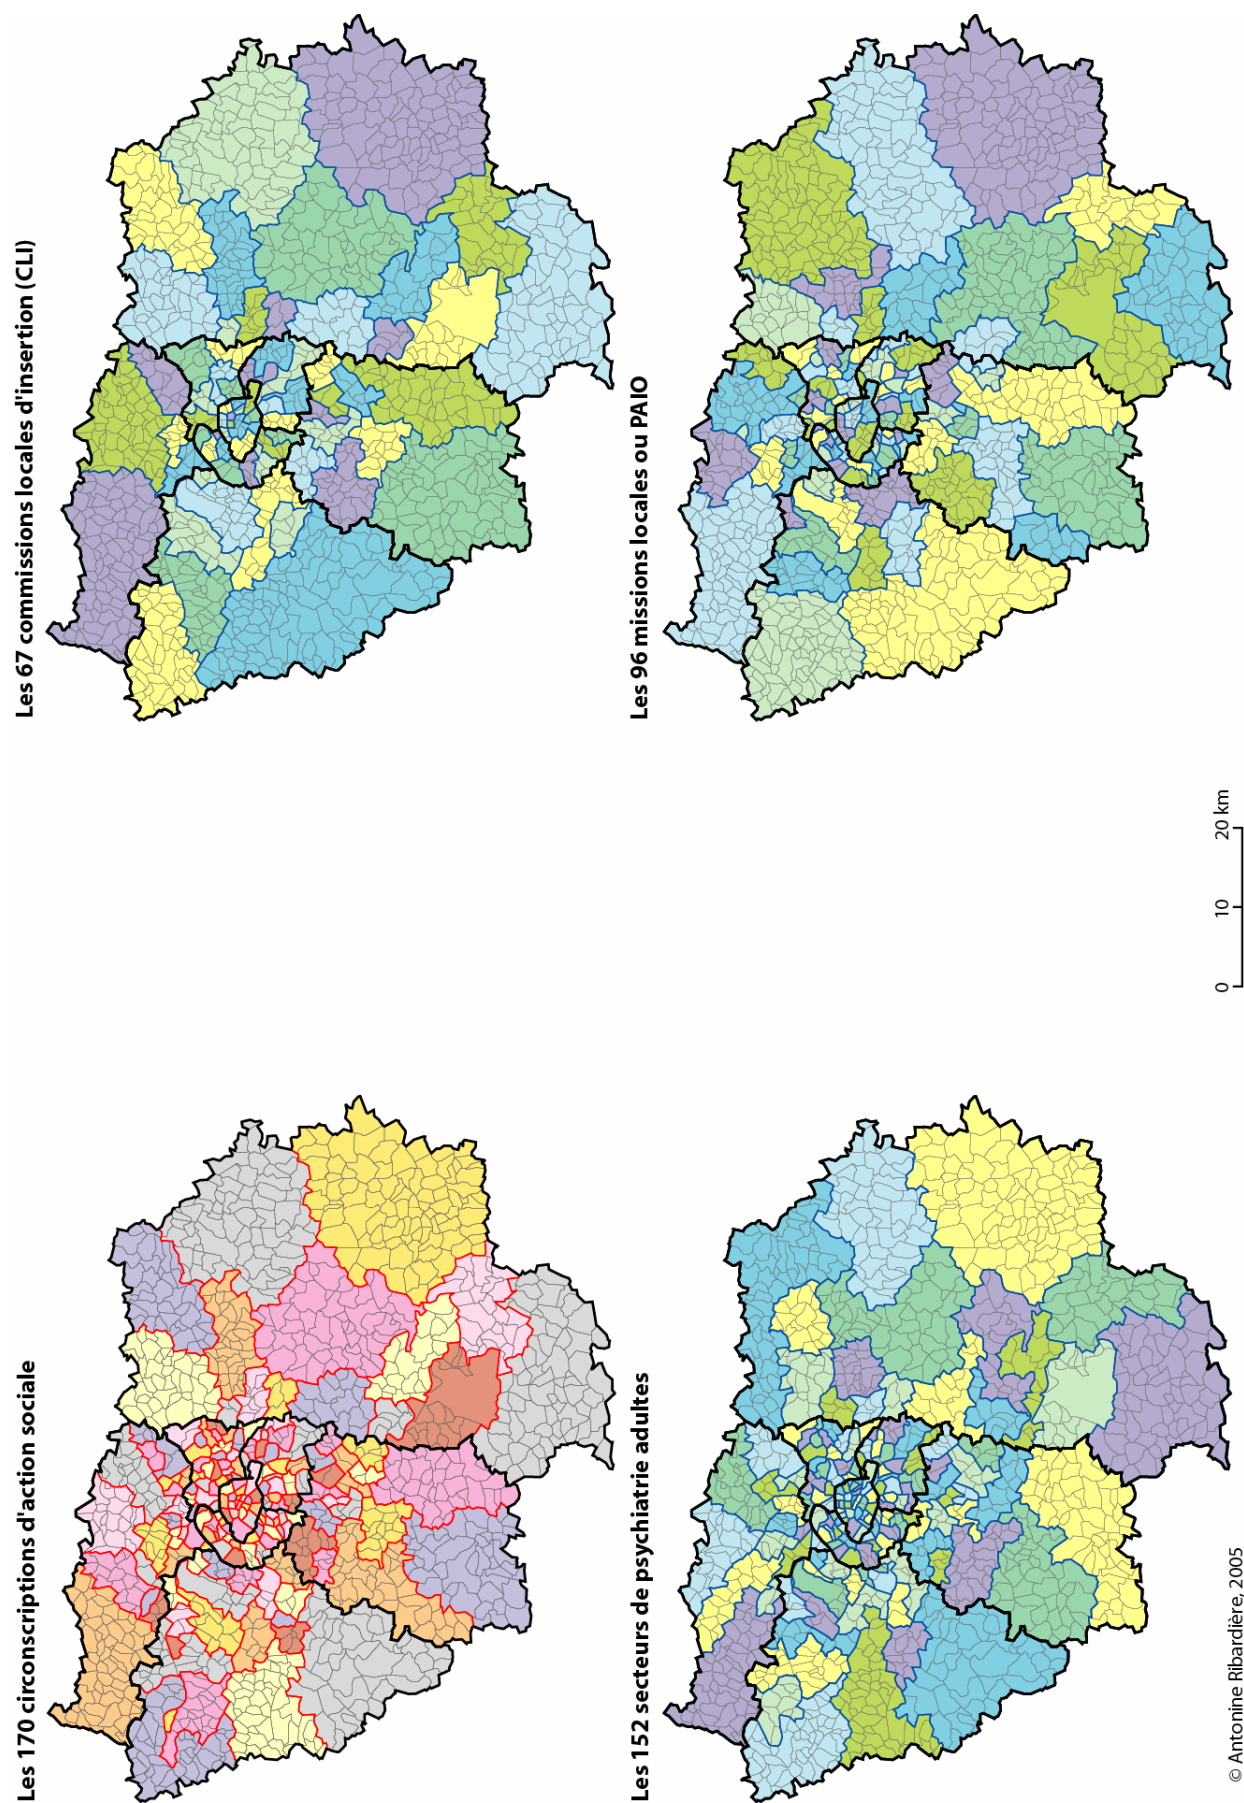 Les 170 circonscriptions d'action sociale
Les 67 commissions locales d'insertion (CLI)
Les 152 secteurs de psychiatrie adultes
Les 96 missions locales ou PAIO
0 10 20 km
© Antonine Ribardière, 2005